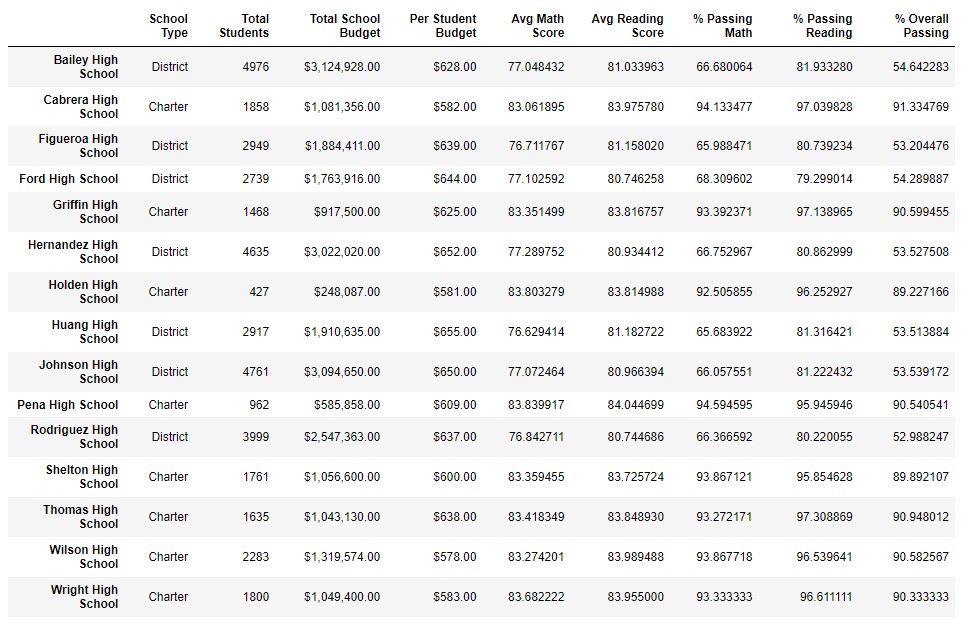 School Type Total Students Total School Budget Per Student Budget Avg Math Score Avg Reading Score % Passing Math % Passing Reading % Overall Passing
Bailey High School District 4976 $3,124,928.00 $628.00 77.048432 81.033963 66.680064 81.933280 54.642283
Cabrera High School Charter 1858 $1,081,356.00 $582.00 83.061895 83.975780 94.133477 97.039828 91.334769
Figueroa High School District 2949 $1,884,411.00 $639.00 76.711767 81.158020 65.988471 80.739234 53.204476
Ford High School District 2739 $1,763,916.00 $644.00 77.102592 80.746258 68.309602 79.299014 54.289887
Griffin High School Charter 1468 $917,500.00 $625.00 83.351499 83.816757 93.392371 97.138965 90.599455
Hernandez High School District 4635 $3,022,020.00 $652.00 77.289752 80.934412 66.752967 80.862999 53.527508
Holden High School Charter 427 $248,087.00 $581.00 83.803279 83.814988 92.505855 96.252927 89.227166
Huang High School District 2917 $1,910,635.00 $655.00 76.629414 81.182722 65.683922 81.316421 53.513884
Johnson High School District 4761 $3,094,650.00 $650.00 77.072464 80.966394 66.057551 81.222432 53.539172
Pena High School Charter 962 $585,858.00 $609.00 83.839917 84.044699 94.594595 95.945946 90.540541
Rodriguez High School District 3999 $2,547,363.00 $637.00 76.842711 80.744686 66.366592 80.220055 52.988247
Shelton High School Charter 1761 $1,056,600.00 $600.00 83.359455 83.725724 93.867121 95.854628 89.892107
Thomas High School Charter 1635 $1,043,130.00 $638.00 83.418349 83.848930 93.272171 97.308869 90.948012
Wilson High School Charter 2283 $1,319,574.00 $578.00 83.274201 83.989488 93.867718 96.539641 90.582567
Wright High School Charter 1800 $1,049,400.00 $583.00 83.682222 83.955000 93.333333 96.611111 90.333333